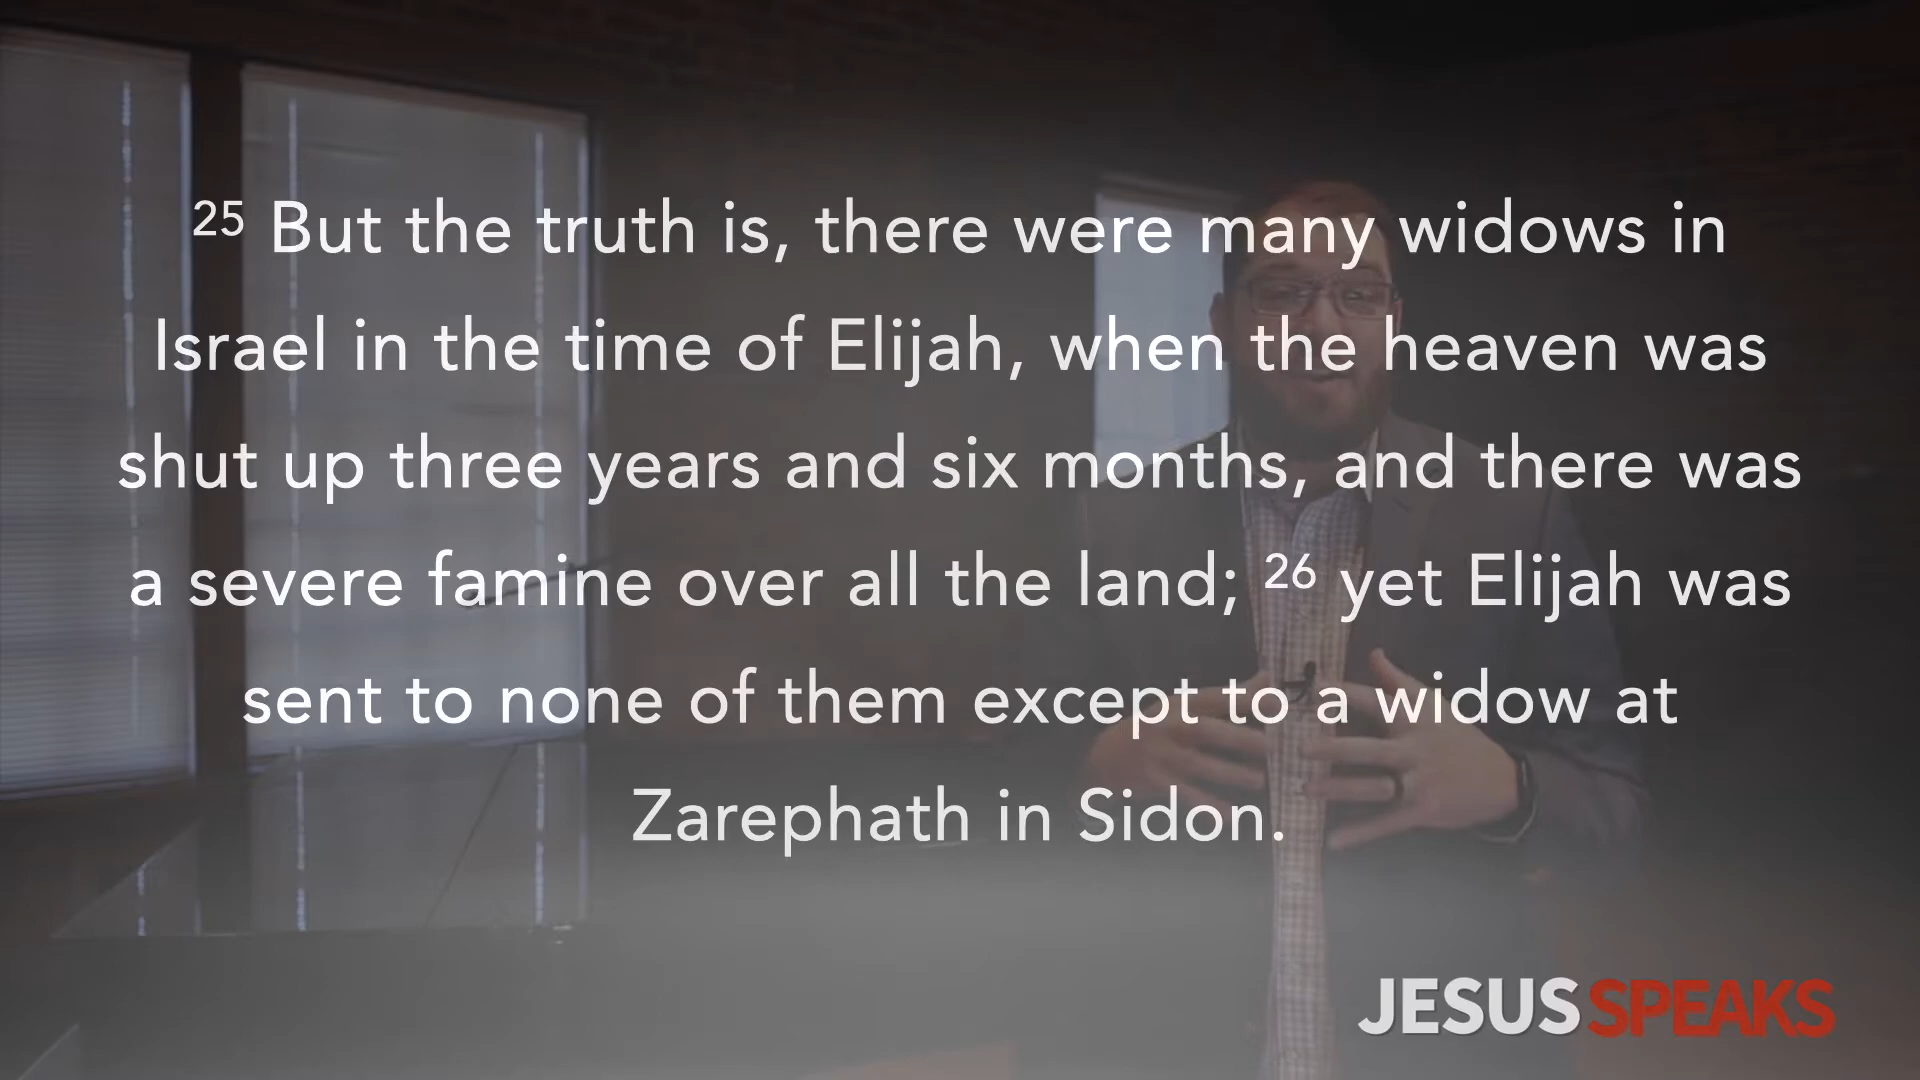 25 But the truth is, there were many widows in
Israel in the time of Elijah, when the heaven was
shut up three years and six months, and there was
a severe famine over all the land; 26 yet Elijah was
sent to none of them except to a widow at
Zarephath in Sidon.
JESUS SPEAKS